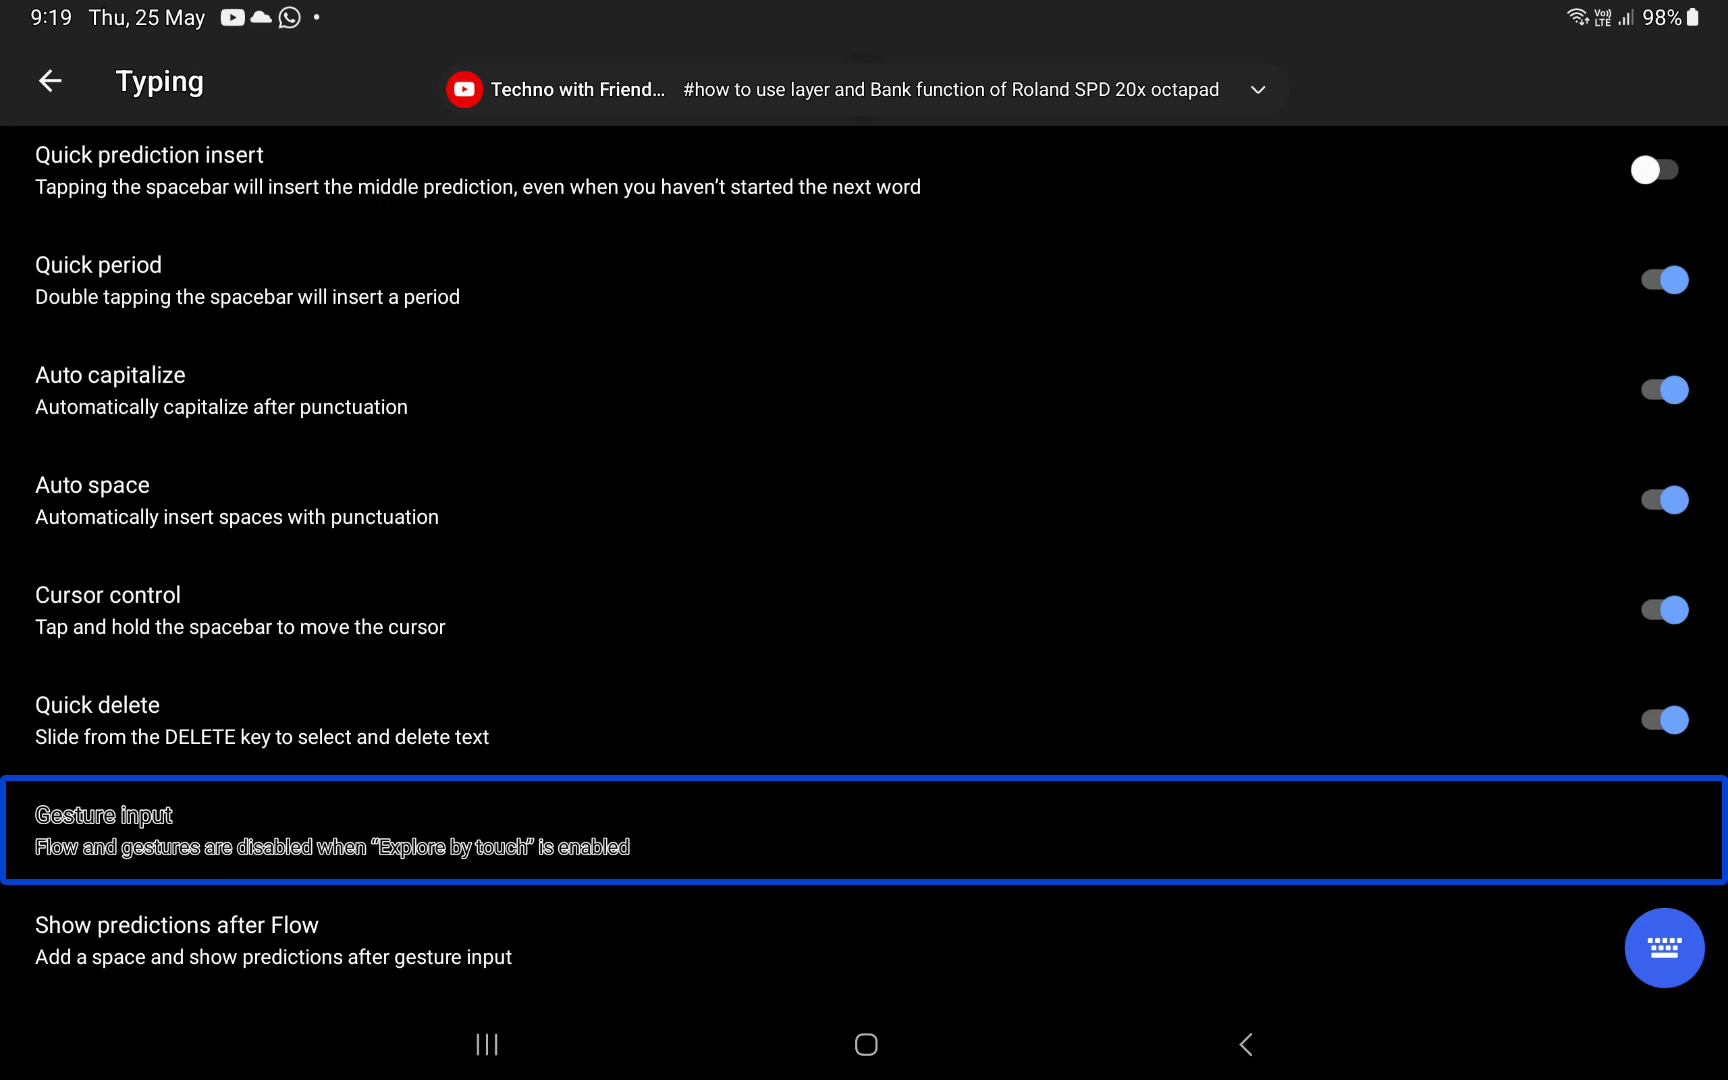 9:19 Thu, 25 May
Vo)) LTE 98%
Typing
Techno with Friend... #how to use layer and Bank function of Roland SPD 20x octapad
Quick prediction insert
Tapping the spacebar will insert the middle prediction, even when you haven’t started the next word
Quick period
Double tapping the spacebar will insert a period
Auto capitalize
Automatically capitalize after punctuation
Auto space
Automatically insert spaces with punctuation
Cursor control
Tap and hold the spacebar to move the cursor
Quick delete
Slide from the DELETE key to select and delete text
Gesture input
Flow and gestures are disabled when “Explore by touch” is enabled
Show predictions after Flow
Add a space and show predictions after gesture input